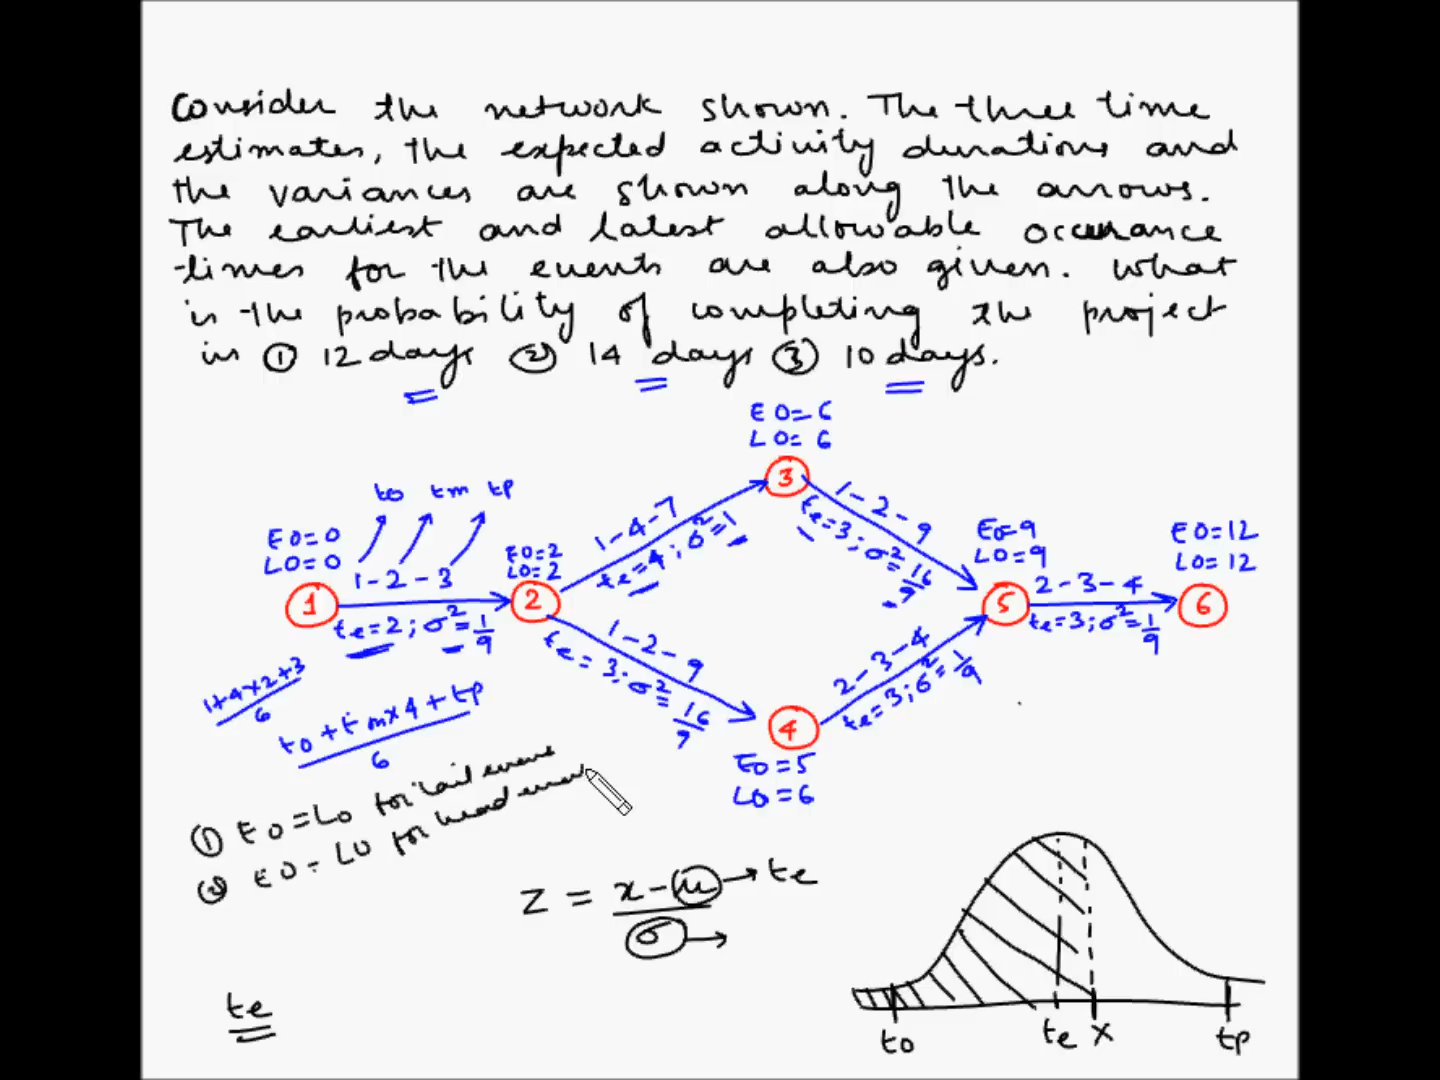 Consider the network shown. The three time
estimates, the expected activity durations and
the variances are shown along the arrows.
The earliest and latest allowable occurance
times for the events are also given. What
is the probability of completing the project
in ① 12 days ② 14 days ③ 10 days.
EO=6
LO=6
3
to tm tp
EO=0
LO=0
1
1-2-3
te=2; σ²=1/9
EO=2
LO=2
2
1-4-7
te=4; σ²=1
1-2-9
te=3; σ²=16/9
EO=9
LO=9
5
2-3-4
te=3; σ²=1/9
EO=12
LO=12
6
1-2-9
te=3; σ²=16/9
2-3-4
te=3; σ²=1/9
4
EO=5
LO=6
1+4x2+3
6
to+tmx4+tp
6
① EO=LO for tail event
② EO=LO for head event
Z = x-μ → te
σ →
te
to te x tp